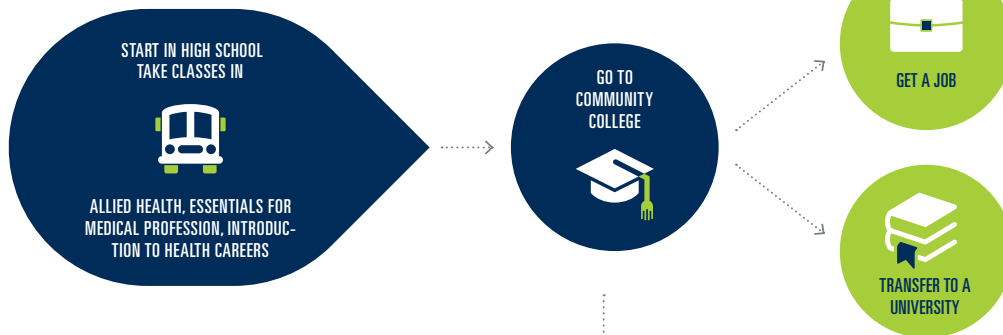 START IN HIGH SCHOOL
TAKE CLASSES IN
ALLIED HEALTH, ESSENTIALS FOR
MEDICAL PROFESSION, INTRODUC-
TION TO HEALTH CAREERS
GO TO
COMMUNITY
COLLEGE
GET A JOB
TRANSFER TO A
UNIVERSITY